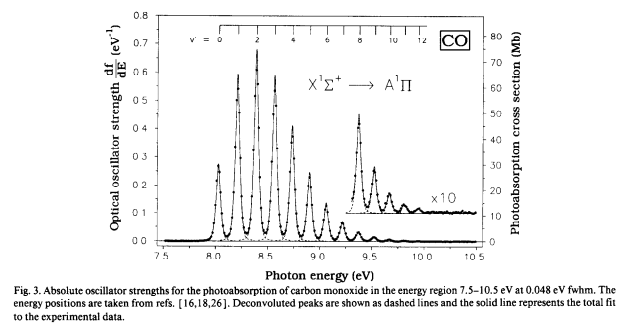 0.8
0.7
0.6
0.5
0.4
0.3
0.2
0.1
0.0
Optical oscillator strength df/dE (eV⁻¹)
v' = 0 2 4 6 8 10 12
CO
X¹Σ⁺ → A¹Π
x10
80
70
60
50
40
30
20
10
0
Photoabsorption cross section (Mb)
7.5 8.0 8.5 9.0 9.5 10.0 10.5
Photon energy (eV)
Fig. 3. Absolute oscillator strengths for the photoabsorption of carbon monoxide in the energy region 7.5–10.5 eV at 0.048 eV fwhm. The
energy positions are taken from refs. [16,18,26]. Deconvoluted peaks are shown as dashed lines and the solid line represents the total fit
to the experimental data.